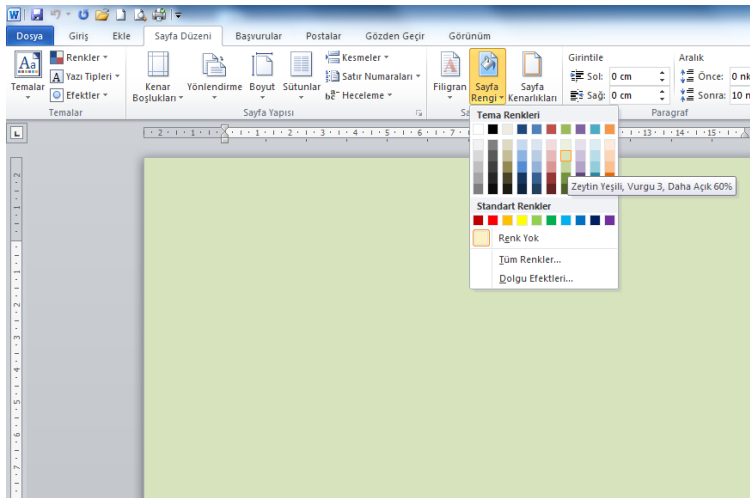 Dosya Giriş Ekle Sayfa Düzeni Başvurular Postalar Gözden Geçir Görünüm
Renkler
Yazı Tipleri
Efektler
Temalar
Temalar
Kenar Boşlukları
Yönlendirme
Boyut
Sütunlar
Kesmeler
Satır Numaraları
Heceleme
Sayfa Yapısı
Filigran
Sayfa Rengi
Sayfa Kenarlıkları
Girintile
Sol: 0 cm
Sağ: 0 cm
Aralık
Önce: 0 nk
Sonra: 10 n
Paragraf
Tema Renkleri
Zeytin Yeşili, Vurgu 3, Daha Açık 60%
Standart Renkler
Renk Yok
Tüm Renkler...
Dolgu Efektleri...